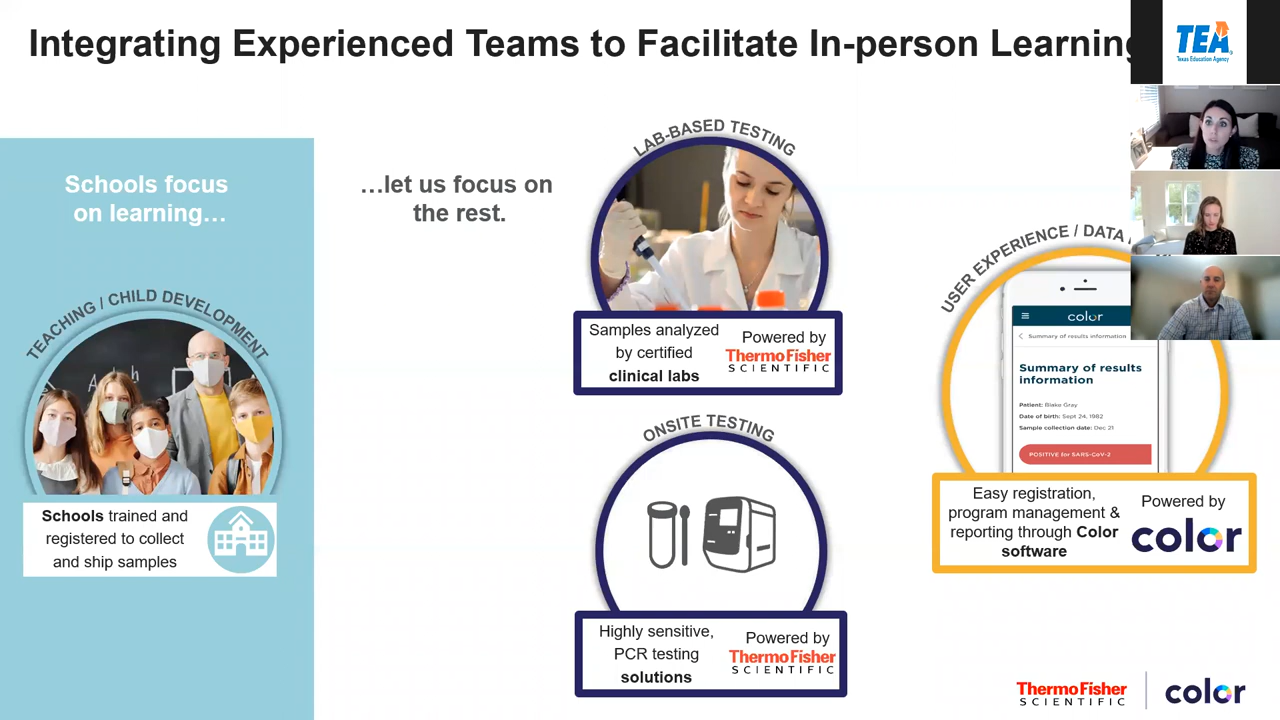 Integrating Experienced Teams to Facilitate In-person Learning
TEA
Texas Education Agency
Schools focus
on learning…
…let us focus on
the rest.
TEACHING / CHILD DEVELOPMENT
Schools trained and
registered to collect
and ship samples
LAB-BASED TESTING
Samples analyzed
by certified
clinical labs
Powered by
ThermoFisher
SCIENTIFIC
ONSITE TESTING
Highly sensitive,
PCR testing
solutions
Powered by
ThermoFisher
SCIENTIFIC
USER EXPERIENCE / DATA
color
Summary of results information
Summary of results
information
Patient: Blake Gray
Date of birth: Sept 24, 1982
Sample collection date: Dec 21
POSITIVE for SARS-CoV-2
Easy registration,
program management &
reporting through Color
software
Powered by
color
ThermoFisher
SCIENTIFIC
color